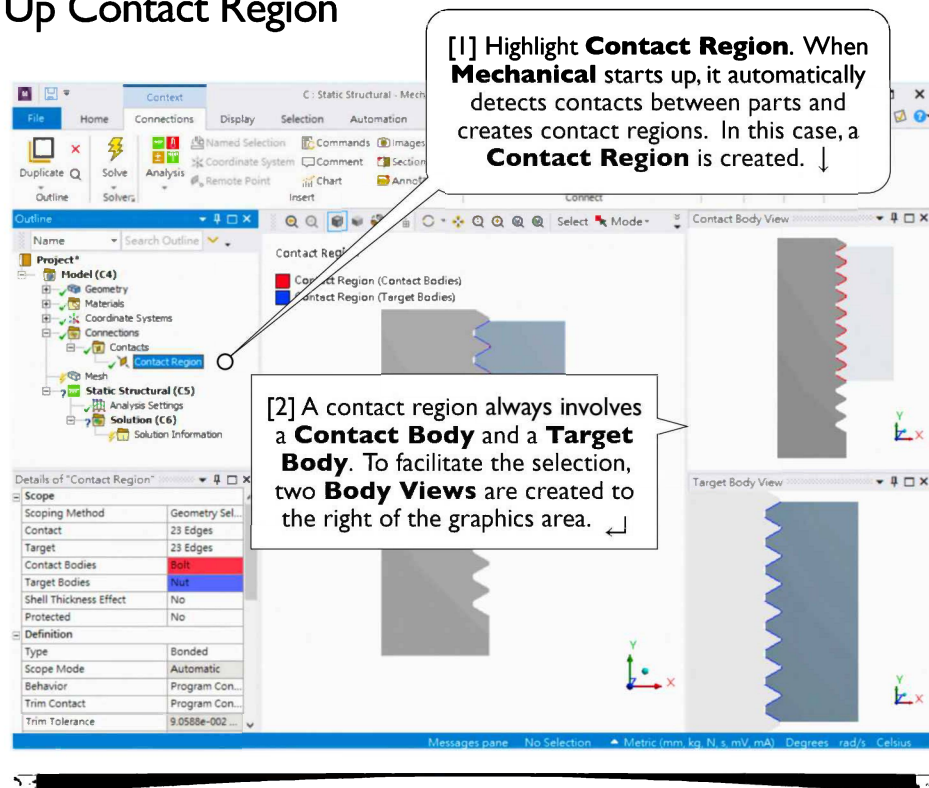 Up Contact Region
[1] Highlight Contact Region. When
Mechanical starts up, it automatically
detects contacts between parts and
creates contact regions. In this case, a
Contact Region is created. ↓
Context
C : Static Structural - Mech
File Home Connections Display Selection Automation
Duplicate Q
Solve
Analysis
Named Selection
Commands
Images
Coordinate System
Comment
Section
Remote Point
Chart
Annot
Outline
Solver
Insert
Connect
Outline
Select Mode
Contact Body View
Name
Search Outline
Project*
Model (C4)
Geometry
Materials
Coordinate Systems
Connections
Contacts
Contact Region
Mesh
Static Structural (C5)
Analysis Settings
Solution (C6)
Solution Information
Contact Regi
Contact Region (Contact Bodies)
Contact Region (Target Bodies)
[2] A contact region always involves
a Contact Body and a Target
Body. To facilitate the selection,
two Body Views are created to
the right of the graphics area. ↵
Y
X
Details of "Contact Region"
Scope
Scoping Method Geometry Sel...
Contact 23 Edges
Target 23 Edges
Contact Bodies Bolt
Target Bodies Nut
Shell Thickness Effect No
Protected No
Definition
Type Bonded
Scope Mode Automatic
Behavior Program Con...
Trim Contact Program Con...
Trim Tolerance 9.0588e-002 ...
Y
X
Target Body View
Y
X
Messages pane No Selection Metric (mm, kg, N, s, mV, mA) Degrees rad/s Celsius